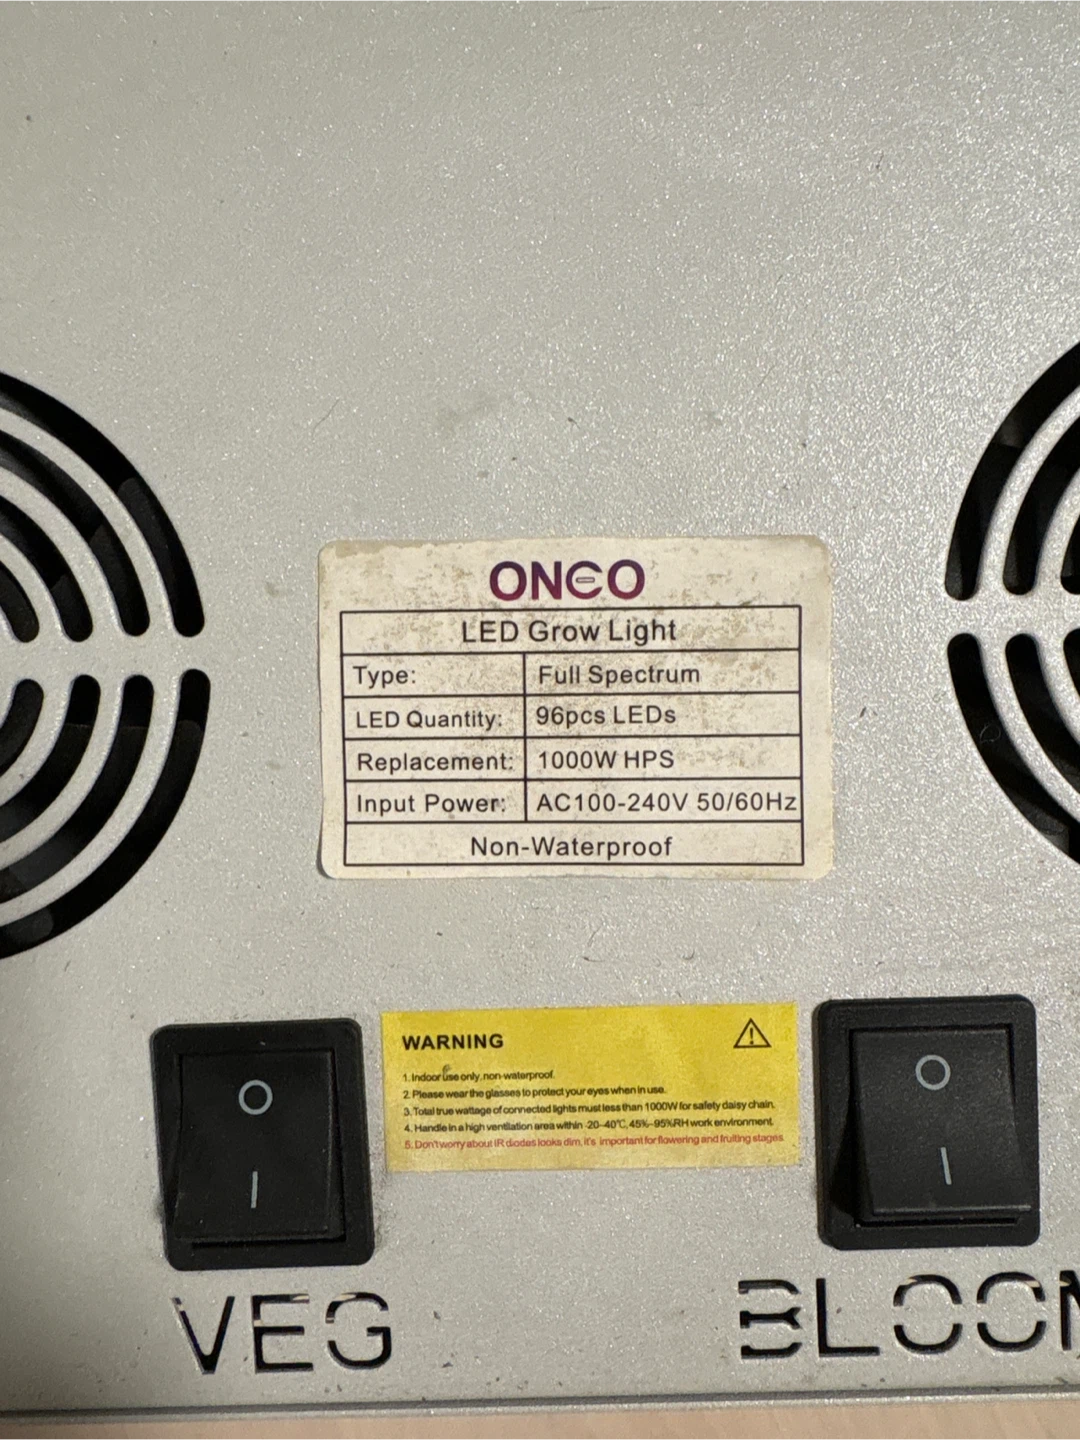 ONEO
LED Grow Light
Type: Full Spectrum
LED Quantity: 96pcs LEDs
Replacement: 1000W HPS
Input Power: AC100-240V 50/60Hz
Non-Waterproof
WARNING
1. Indoor use only, non-waterproof.
2. Please wear the glasses to protect your eyes when in use.
3. Total true wattage of connected lights must less than 1000W for safety daisy chain.
4. Handle in a high ventilation area within -20~40℃, 45%~95%RH work environment.
5. Don't worry about IR diodes looks dim, it's important for flowering and fruiting stages.
O
I
O
I
VEG
BLOOM